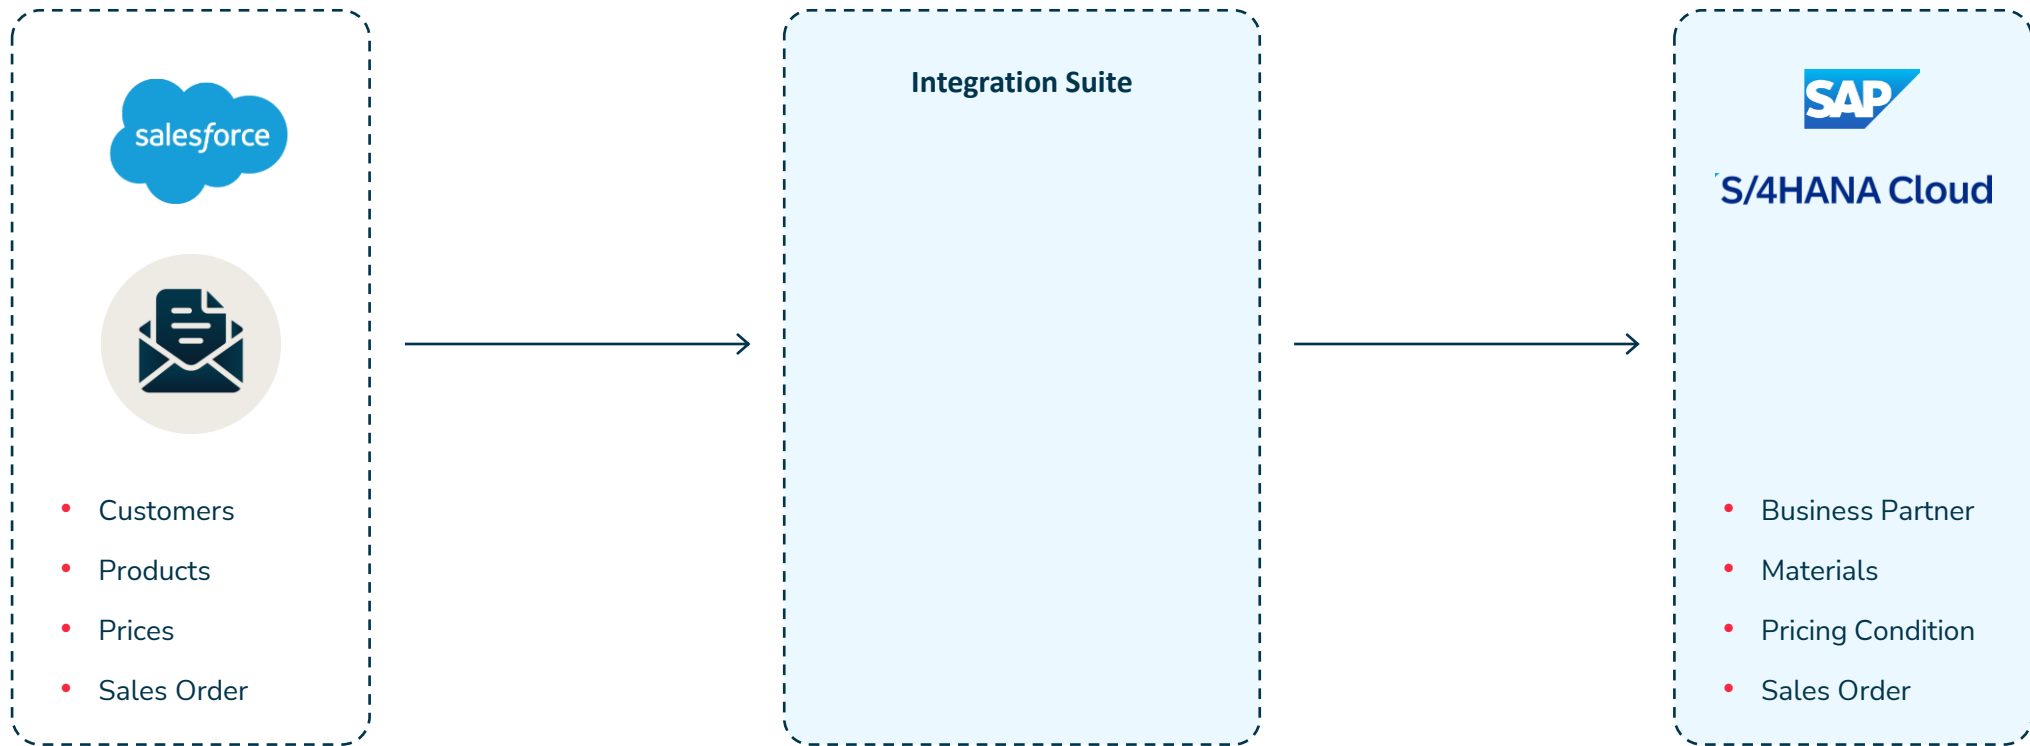 salesforce
Customers
Products
Prices
Sales Order
Integration Suite
SAP
S/4HANA Cloud
Business Partner
Materials
Pricing Condition
Sales Order